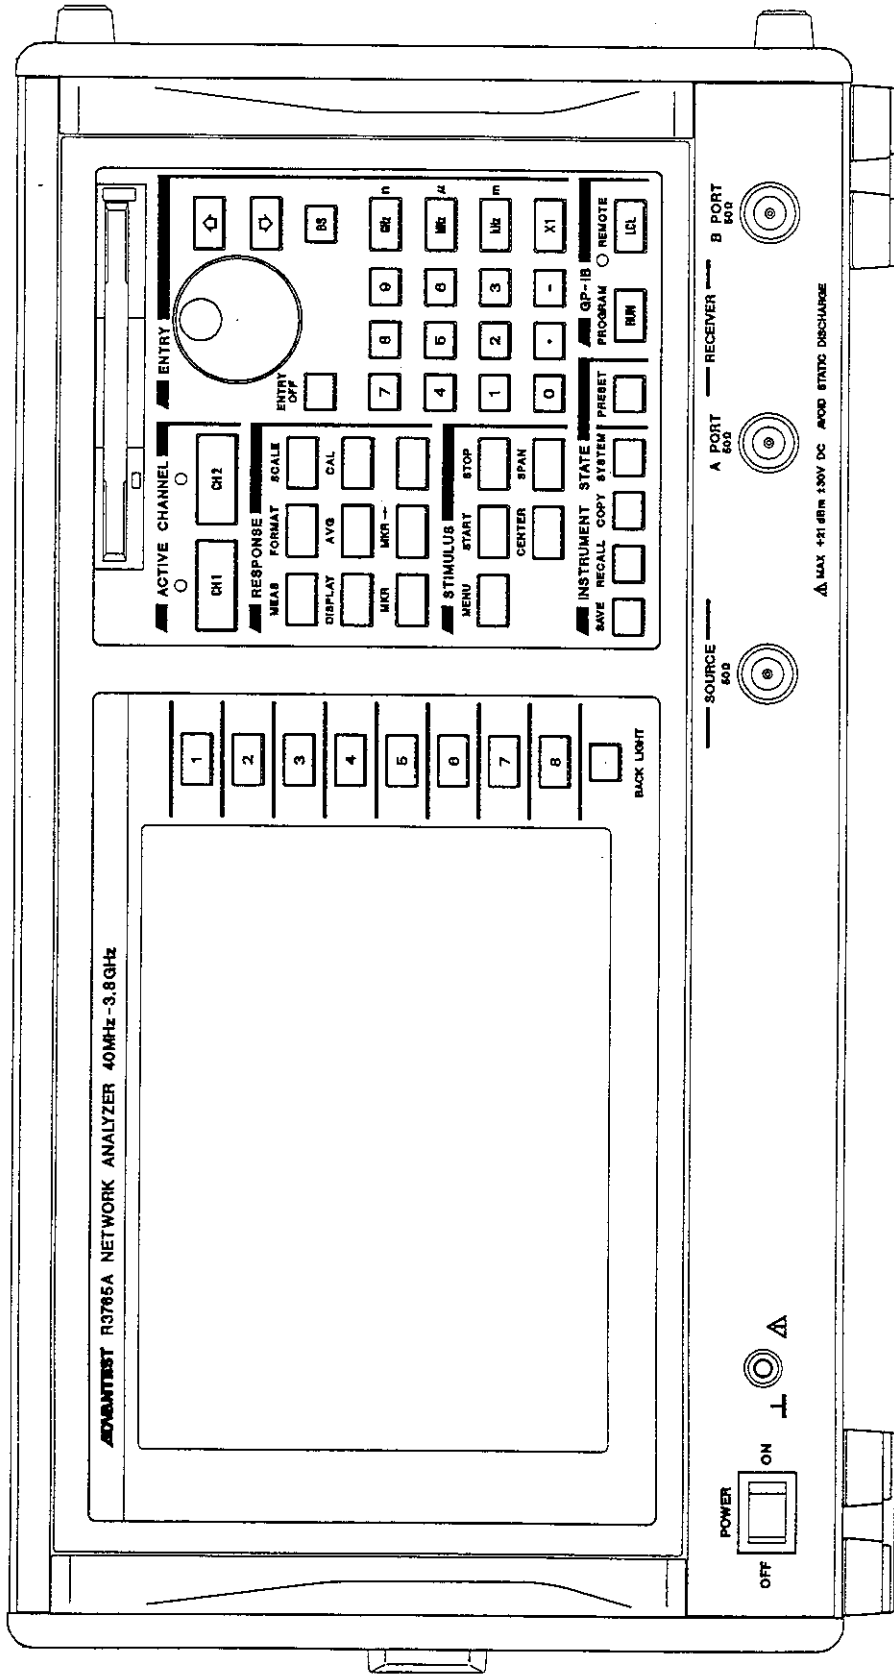 ADVANTEST R3765A NETWORK ANALYZER 40MHz-3.8GHz
1
2
3
4
5
6
7
8
BACK LIGHT
ACTIVE CHANNEL
CH1
CH2
RESPONSE
MEAS FORMAT SCALE
DISPLAY AVG CAL
MKR MKR→
STIMULUS
MENU START STOP
CENTER SPAN
INSTRUMENT STATE
SAVE RECALL COPY SYSTEM PRESET
ENTRY
ENTRY
OFF
⇧
⇩
BS
7 8 9 GHz n
4 5 6 MHz μ
1 2 3 kHz m
0 . - X1
GP-IB
PROGRAM REMOTE
RUN LCL
POWER
OFF ON
⊥ ⚠
SOURCE
50Ω
RECEIVER
A PORT
50Ω
B PORT
50Ω
⚠ MAX +21 dBm ±30V DC AVOID STATIC DISCHARGE